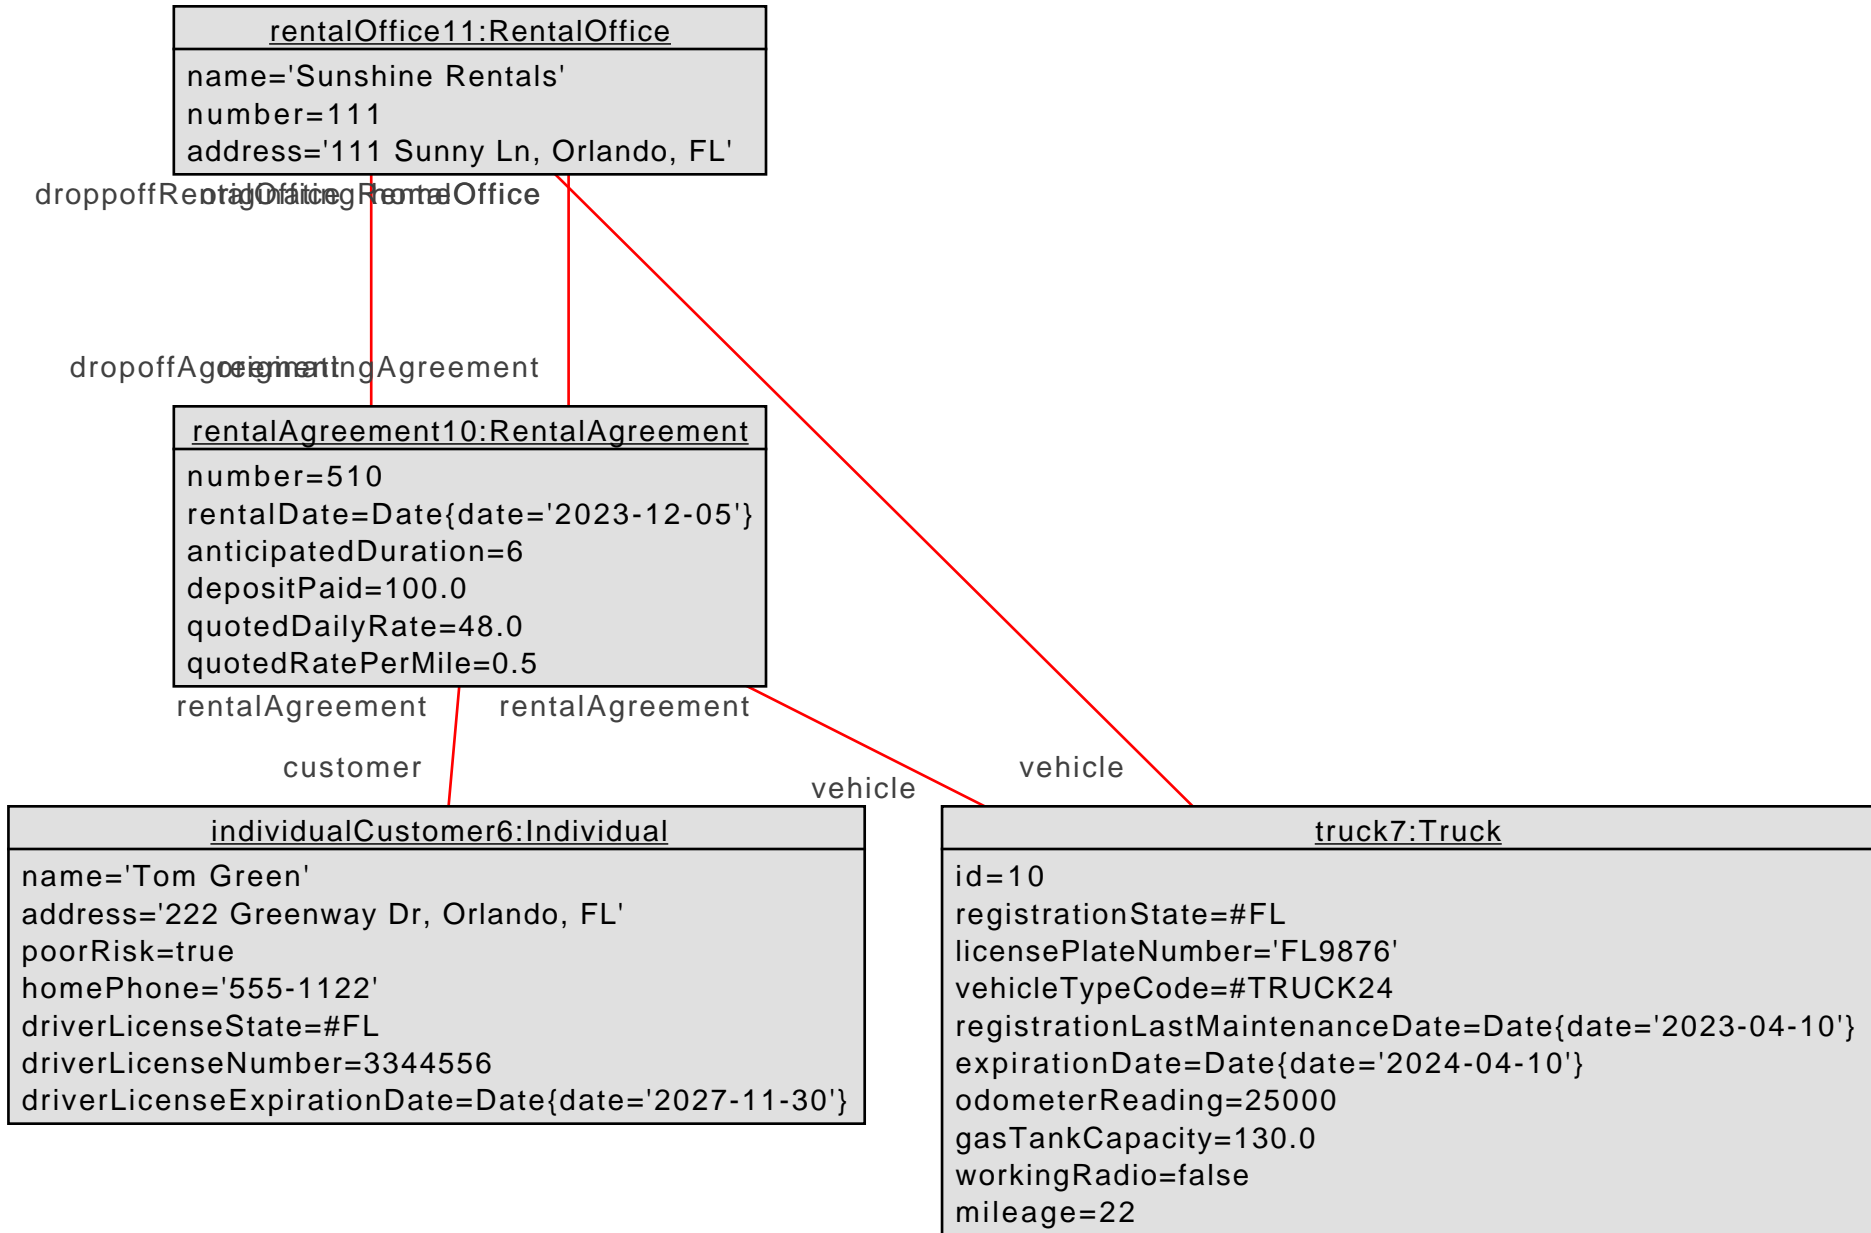 rentalOffice11:RentalOffice
name='Sunshine Rentals'
number=111
address='111 Sunny Ln, Orlando, FL'
droppoffRentalOffice originatingRentalOffice homeOffice
dropoffAgreement originatingAgreement
rentalAgreement10:RentalAgreement
number=510
rentalDate=Date{date='2023-12-05'}
anticipatedDuration=6
depositPaid=100.0
quotedDailyRate=48.0
quotedRatePerMile=0.5
rentalAgreement rentalAgreement
customer
vehicle
vehicle
individualCustomer6:Individual
name='Tom Green'
address='222 Greenway Dr, Orlando, FL'
poorRisk=true
homePhone='555-1122'
driverLicenseState=#FL
driverLicenseNumber=3344556
driverLicenseExpirationDate=Date{date='2027-11-30'}
truck7:Truck
id=10
registrationState=#FL
licensePlateNumber='FL9876'
vehicleTypeCode=#TRUCK24
registrationLastMaintenanceDate=Date{date='2023-04-10'}
expirationDate=Date{date='2024-04-10'}
odometerReading=25000
gasTankCapacity=130.0
workingRadio=false
mileage=22